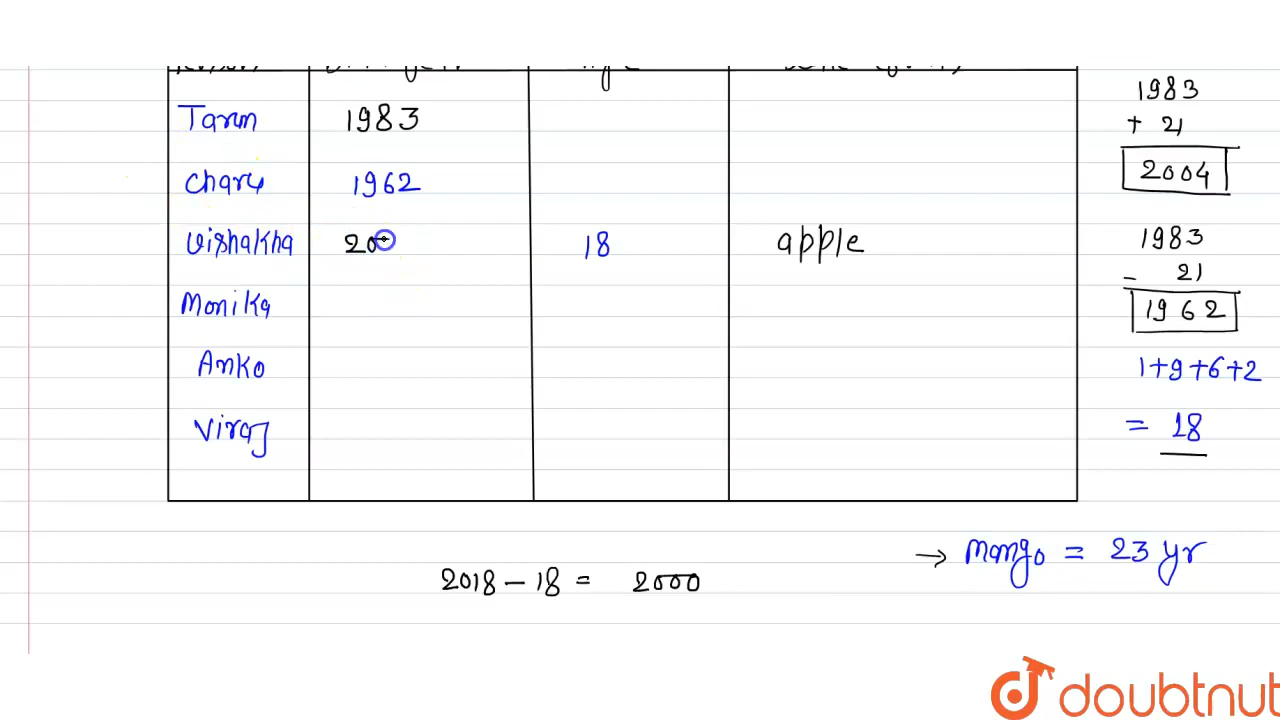 Tarun 1983
Charu 1962
Vishakha 20 18 apple
Monika
Anko
Viraj
1983
+ 21
2004
1983
- 21
1962
1+9+6+2
= 18
→ Mango = 23 yr
2018 - 18 = 2000
doubtnut